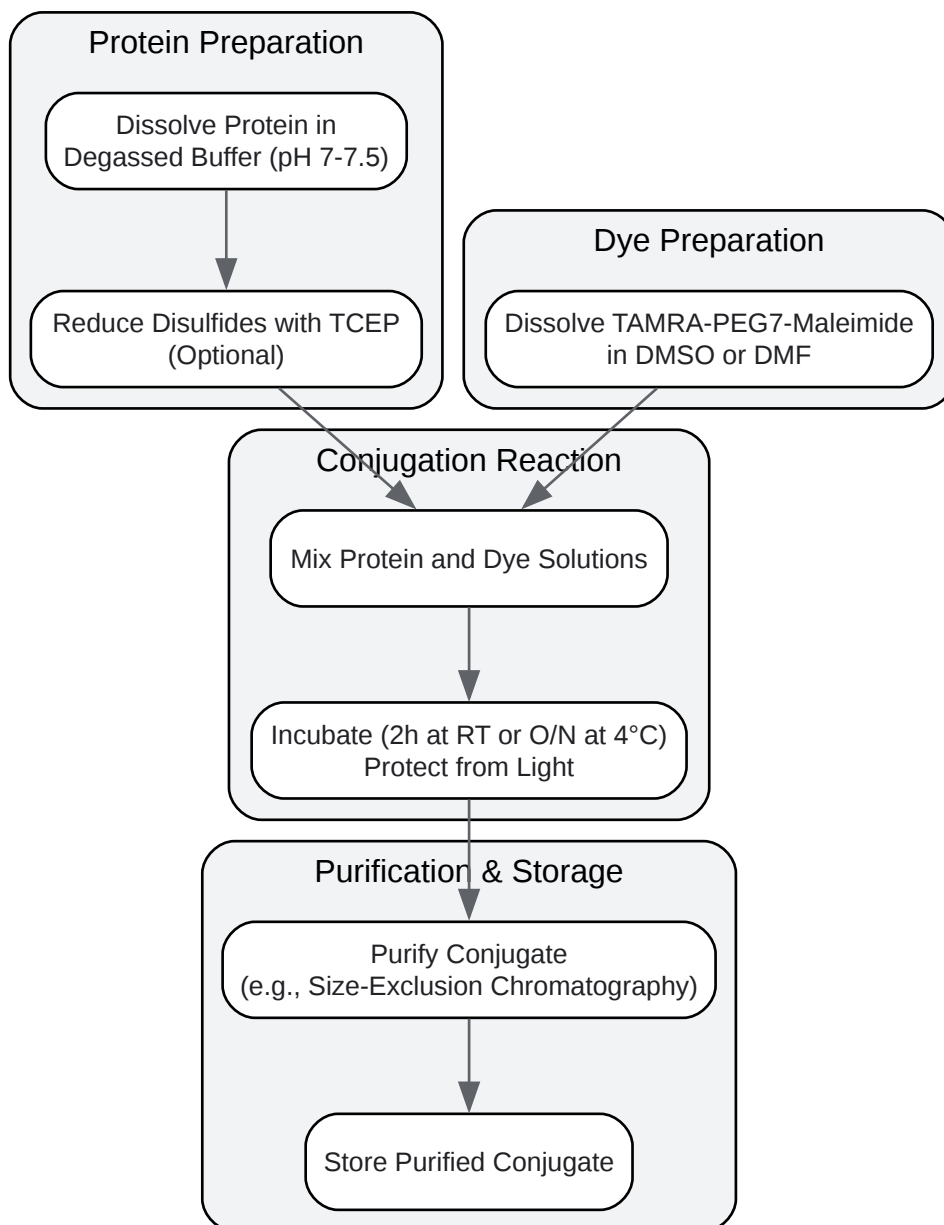 Protein Preparation
Dissolve Protein in
Degassed Buffer (pH 7-7.5)
Reduce Disulfides with TCEP
(Optional)
Dye Preparation
Dissolve TAMRA-PEG7-Maleimide
in DMSO or DMF
Conjugation Reaction
Mix Protein and Dye Solutions
Incubate (2h at RT or O/N at 4°C)
Protect from Light
Purification & Storage
Purify Conjugate
(e.g., Size-Exclusion Chromatography)
Store Purified Conjugate